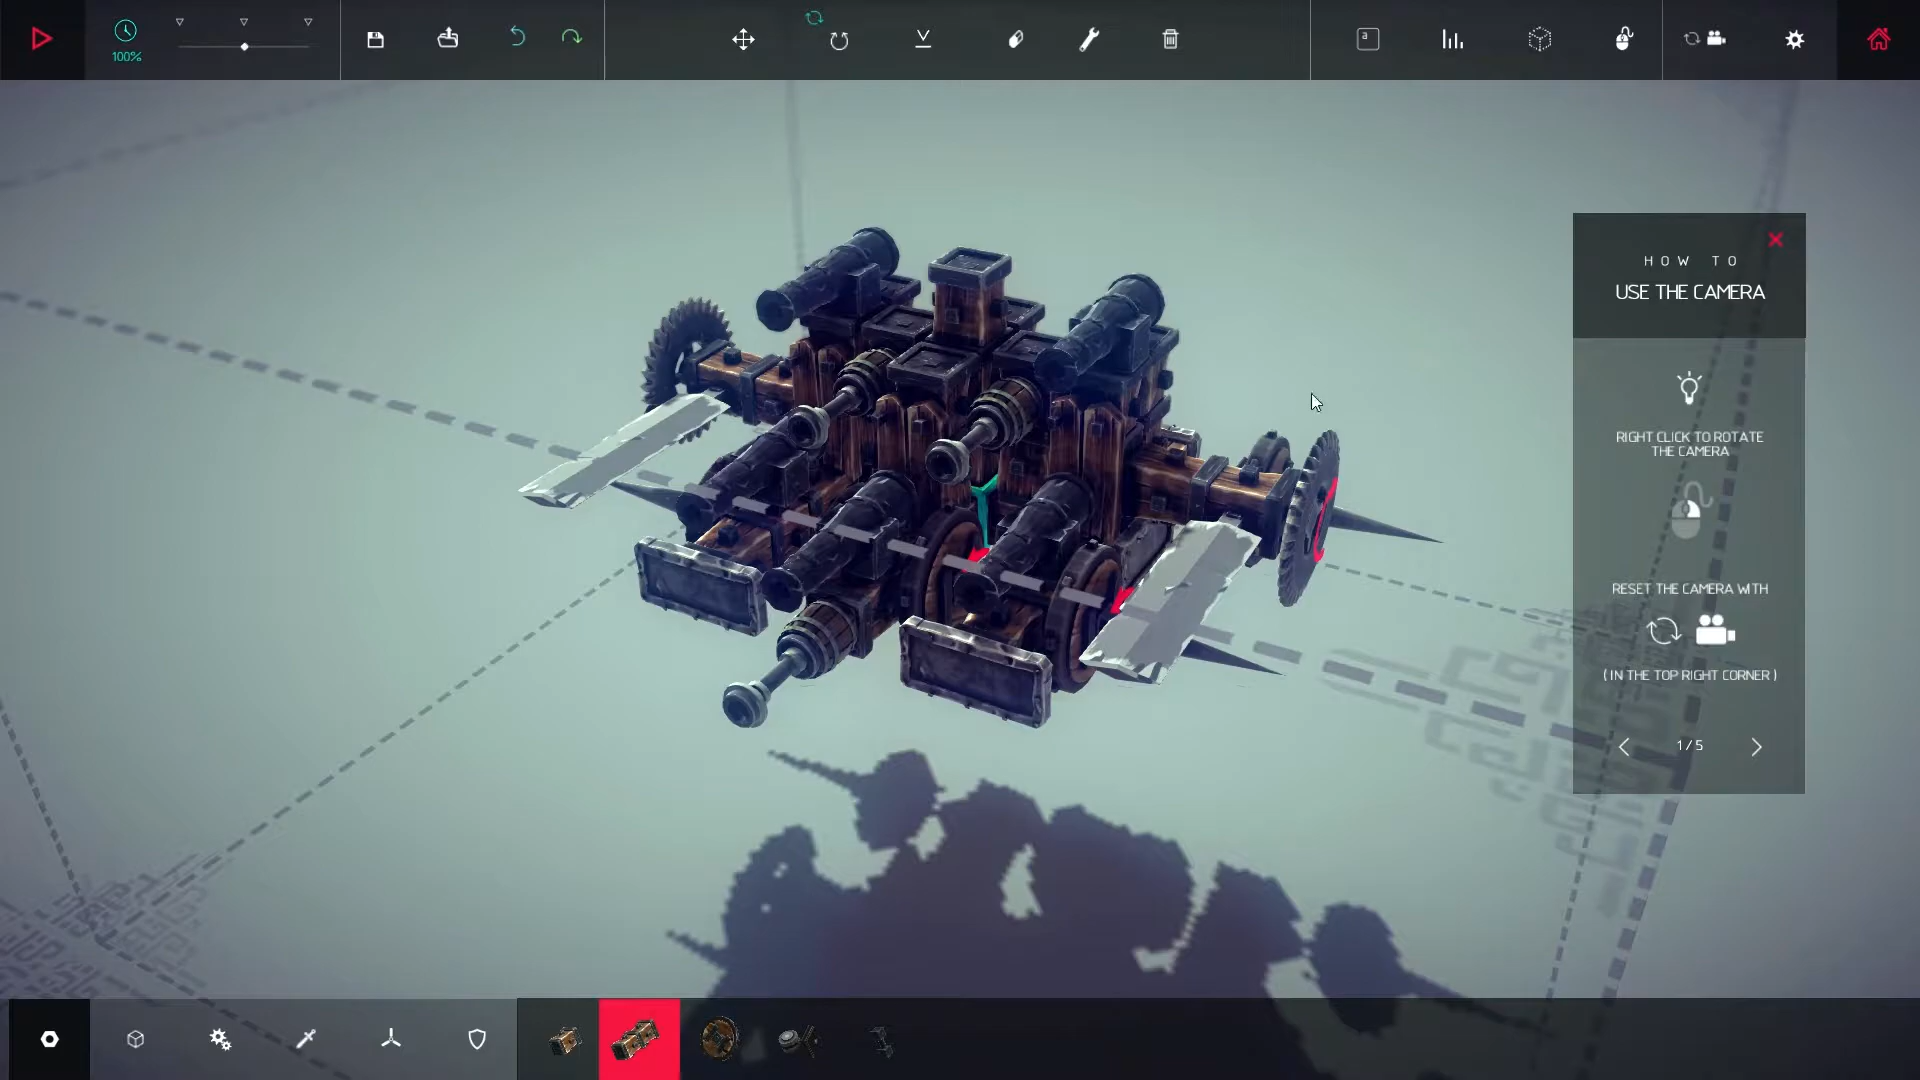 100%
a
HOW TO
USE THE CAMERA
RIGHT CLICK TO ROTATE
THE CAMERA
RESET THE CAMERA WITH
( IN THE TOP RIGHT CORNER )
1/5